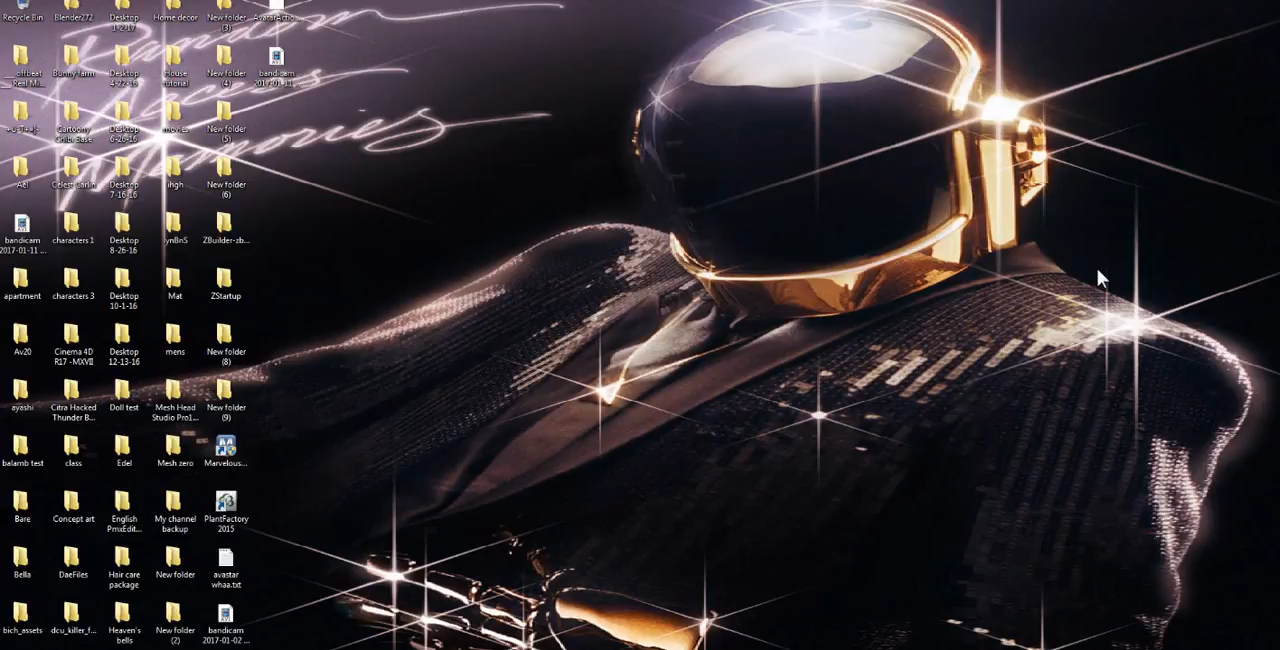 Random
Access
Memories
Recycle Bin
Blender272
Desktop
1-2-17
Home decor
New folder
(3)
AvatarActio...
__ offbeat
_ Real Mi...
Bunny farm
Desktop
4-22-16
House
tutorial
New folder
(4)
bandicam
2017-01-11 ...
Cartoony
Chibi Base
Desktop
6-26-16
movies
New folder
(5)
Ael
Celest Carlin
Desktop
7-16-16
ihgh
New folder
(6)
bandicam
2017-01-11 ...
characters 1
Desktop
8-26-16
lynBnS
ZBuilder-zb...
apartment
characters 3
Desktop
10-1-16
Mat
ZStartup
Av20
Cinema 4D
R17 -MXVII
Desktop
12-13-16
mens
New folder
(8)
ayashi
Citra Hacked
Thunder B...
Doll test
Mesh Head
Studio Pro1...
New folder
(9)
balamb test
class
Edel
Mesh zero
Marvelous...
Bare
Concept art
English
PmxEdit...
My channel
backup
PlantFactory
2015
Bella
DaeFiles
Hair care
package
New folder
avastar
whaa.txt
bich_assets
dcu_killer_f...
Heaven's
bells
New folder
(2)
bandicam
2017-01-02 ...